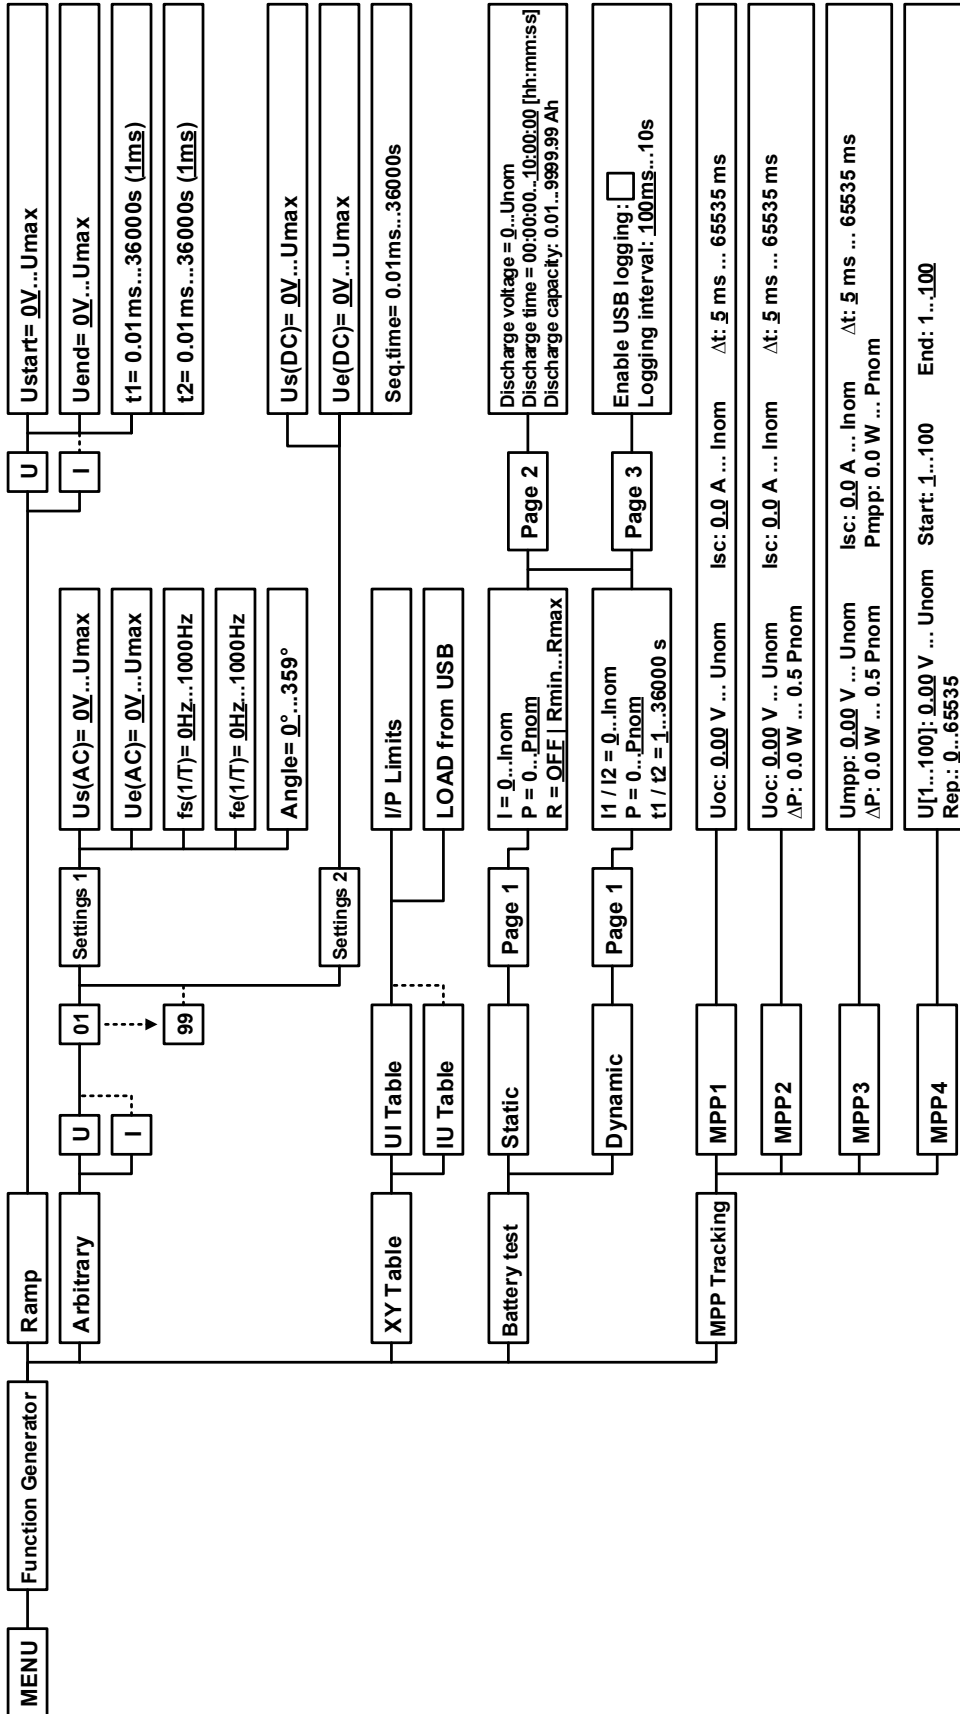 MENU
Function Generator
Ramp
U
I
Ustart= 0V...Umax
Uend= 0V...Umax
t1= 0.01ms...36000s (1ms)
t2= 0.01ms...36000s (1ms)
Arbitrary
U
I
01
99
Settings 1
Us(AC)= 0V...Umax
Ue(AC)= 0V...Umax
fs(1/T)= 0Hz...1000Hz
fe(1/T)= 0Hz...1000Hz
Angle= 0°...359°
Settings 2
Us(DC)= 0V...Umax
Ue(DC)= 0V...Umax
Seq.time= 0.01ms...36000s
XY Table
UI Table
IU Table
I/P Limits
LOAD from USB
Battery test
Static
Page 1
I = 0...Inom
P = 0...Pnom
R = OFF | Rmin...Rmax
Dynamic
Page 1
I1 / I2 = 0...Inom
P = 0...Pnom
t1 / t2 = 1...36000 s
Page 2
Discharge voltage = 0...Unom
Discharge time = 00:00:00...10:00:00 [hh:mm:ss]
Discharge capacity: 0.01...9999.99 Ah
Page 3
Enable USB logging:
Logging interval: 100ms...10s
MPP Tracking
MPP1
Uoc: 0.00 V ... Unom Isc: 0.0 A ... Inom Δt: 5 ms ... 65535 ms
MPP2
Uoc: 0.00 V ... Unom Isc: 0.0 A ... Inom Δt: 5 ms ... 65535 ms
ΔP: 0.0 W ... 0.5 Pnom
MPP3
Umpp: 0.00 V ... Unom Isc: 0.0 A ... Inom Δt: 5 ms ... 65535 ms
ΔP: 0.0 W ... 0.5 Pnom Pmpp: 0.0 W ... Pnom
MPP4
U[1...100]: 0.00 V ... Unom Start: 1...100 End: 1...100
Rep.: 0...65535